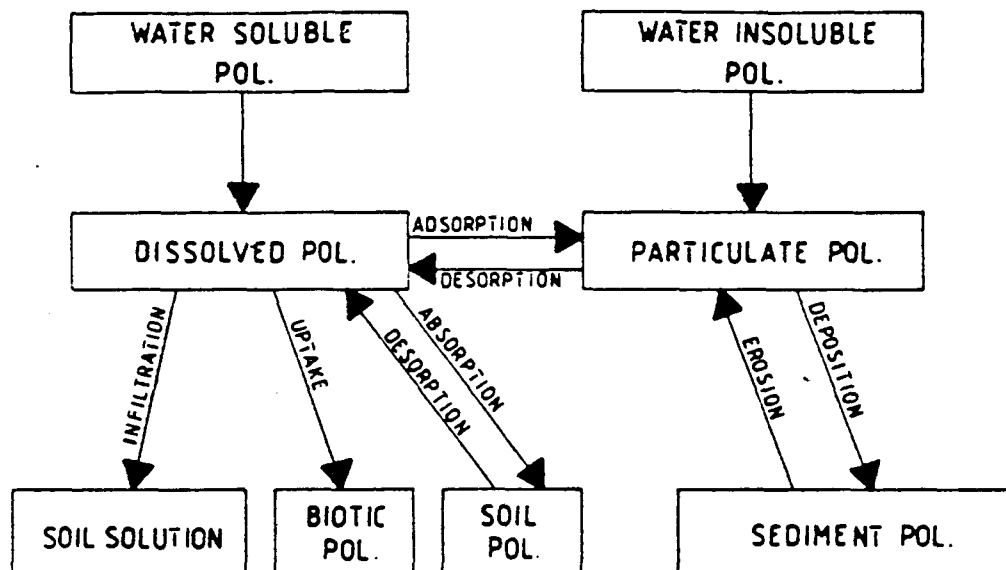 WATER SOLUBLE
POL.
WATER INSOLUBLE
POL.
DISSOLVED POL.
ADSORPTION
DESORPTION
PARTICULATE POL.
INFILTRATION
UPTAKE
DESORPTION
ABSORPTION
EROSION
DEPOSITION
SOIL SOLUTION
BIOTIC
POL.
SOIL
POL.
SEDIMENT POL.